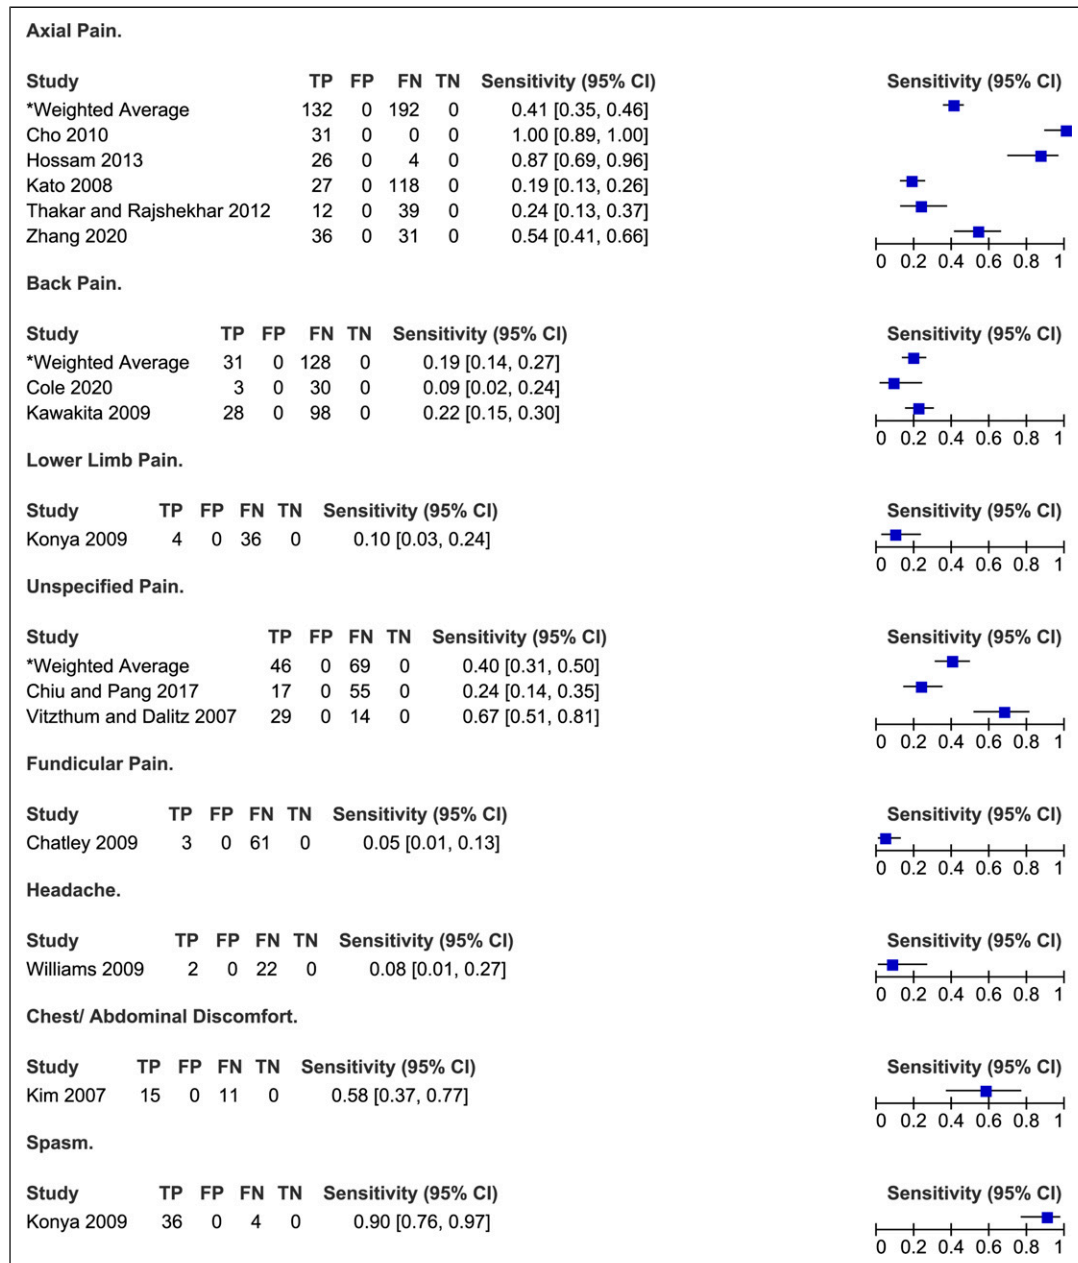 Axial Pain.
Study TP FP FN TN Sensitivity (95% CI) Sensitivity (95% CI)
*Weighted Average 132 0 192 0 0.41 [0.35, 0.46]
Cho 2010 31 0 0 0 1.00 [0.89, 1.00]
Hossam 2013 26 0 4 0 0.87 [0.69, 0.96]
Kato 2008 27 0 118 0 0.19 [0.13, 0.26]
Thakar and Rajshekhar 2012 12 0 39 0 0.24 [0.13, 0.37]
Zhang 2020 36 0 31 0 0.54 [0.41, 0.66]
0 0.2 0.4 0.6 0.8 1
Back Pain.
Study TP FP FN TN Sensitivity (95% CI) Sensitivity (95% CI)
*Weighted Average 31 0 128 0 0.19 [0.14, 0.27]
Cole 2020 3 0 30 0 0.09 [0.02, 0.24]
Kawakita 2009 28 0 98 0 0.22 [0.15, 0.30]
0 0.2 0.4 0.6 0.8 1
Lower Limb Pain.
Study TP FP FN TN Sensitivity (95% CI) Sensitivity (95% CI)
Konya 2009 4 0 36 0 0.10 [0.03, 0.24]
0 0.2 0.4 0.6 0.8 1
Unspecified Pain.
Study TP FP FN TN Sensitivity (95% CI) Sensitivity (95% CI)
*Weighted Average 46 0 69 0 0.40 [0.31, 0.50]
Chiu and Pang 2017 17 0 55 0 0.24 [0.14, 0.35]
Vitzthum and Dalitz 2007 29 0 14 0 0.67 [0.51, 0.81]
0 0.2 0.4 0.6 0.8 1
Fundicular Pain.
Study TP FP FN TN Sensitivity (95% CI) Sensitivity (95% CI)
Chatley 2009 3 0 61 0 0.05 [0.01, 0.13]
0 0.2 0.4 0.6 0.8 1
Headache.
Study TP FP FN TN Sensitivity (95% CI) Sensitivity (95% CI)
Williams 2009 2 0 22 0 0.08 [0.01, 0.27]
0 0.2 0.4 0.6 0.8 1
Chest/ Abdominal Discomfort.
Study TP FP FN TN Sensitivity (95% CI) Sensitivity (95% CI)
Kim 2007 15 0 11 0 0.58 [0.37, 0.77]
0 0.2 0.4 0.6 0.8 1
Spasm.
Study TP FP FN TN Sensitivity (95% CI) Sensitivity (95% CI)
Konya 2009 36 0 4 0 0.90 [0.76, 0.97]
0 0.2 0.4 0.6 0.8 1